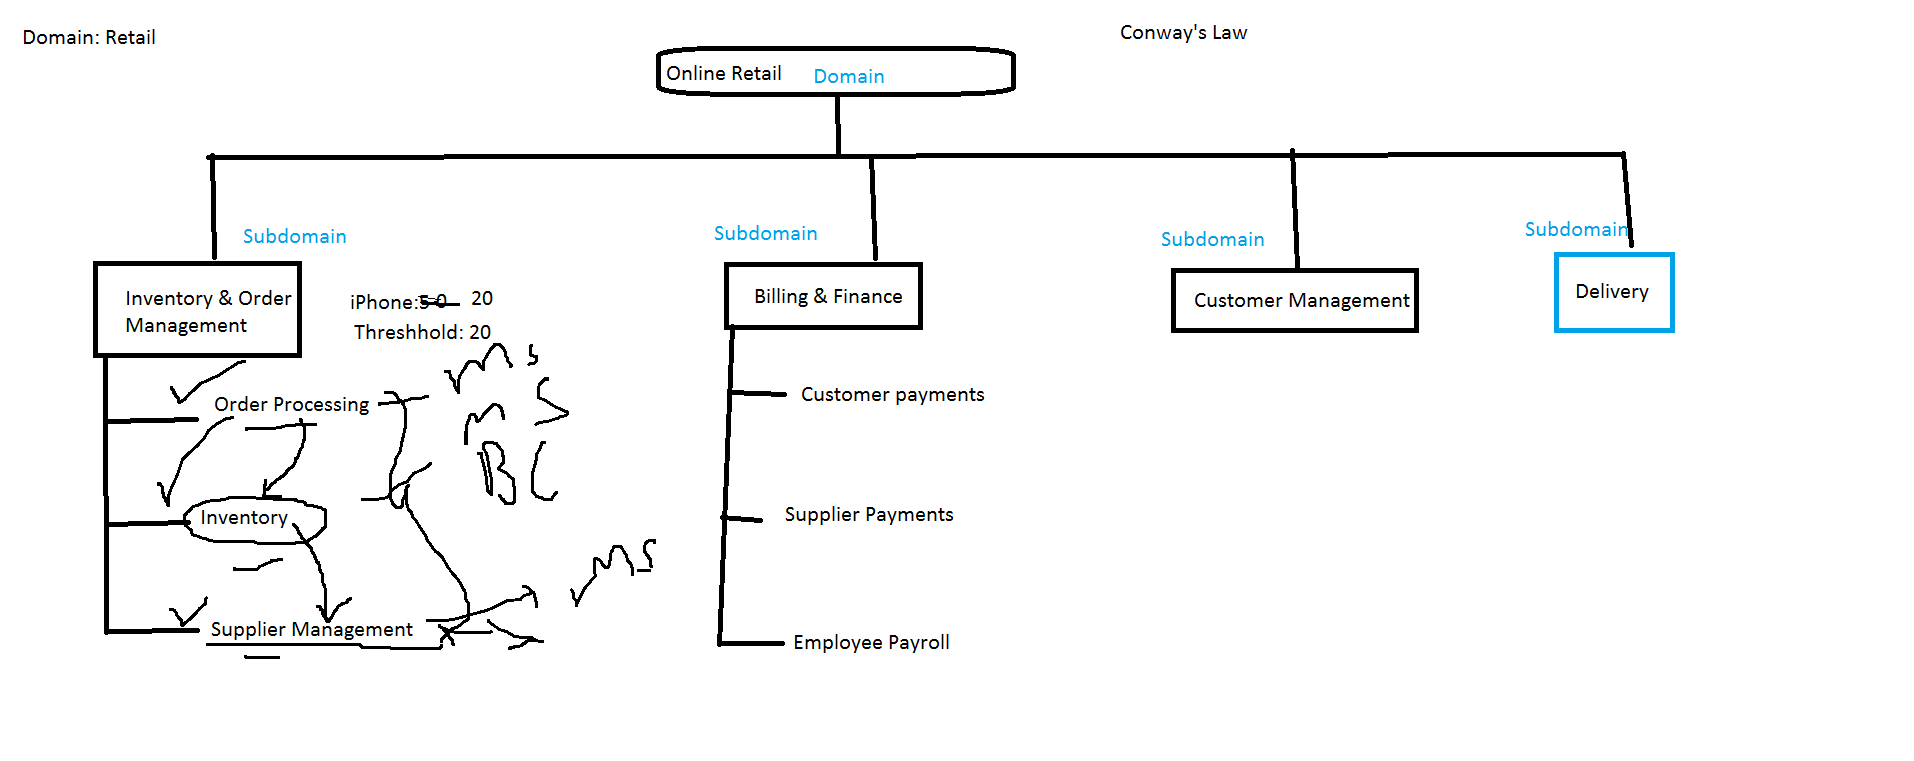 Domain: Retail
Conway's Law
Online Retail Domain
Subdomain
Subdomain
Subdomain
Subdomain
Inventory & Order
Management
iPhone:50 20
Threshhold: 20
Billing & Finance
Customer Management
Delivery
ms
Order Processing
Customer payments
ms
BC
Inventory
Supplier Payments
MS
Supplier Management
Employee Payroll